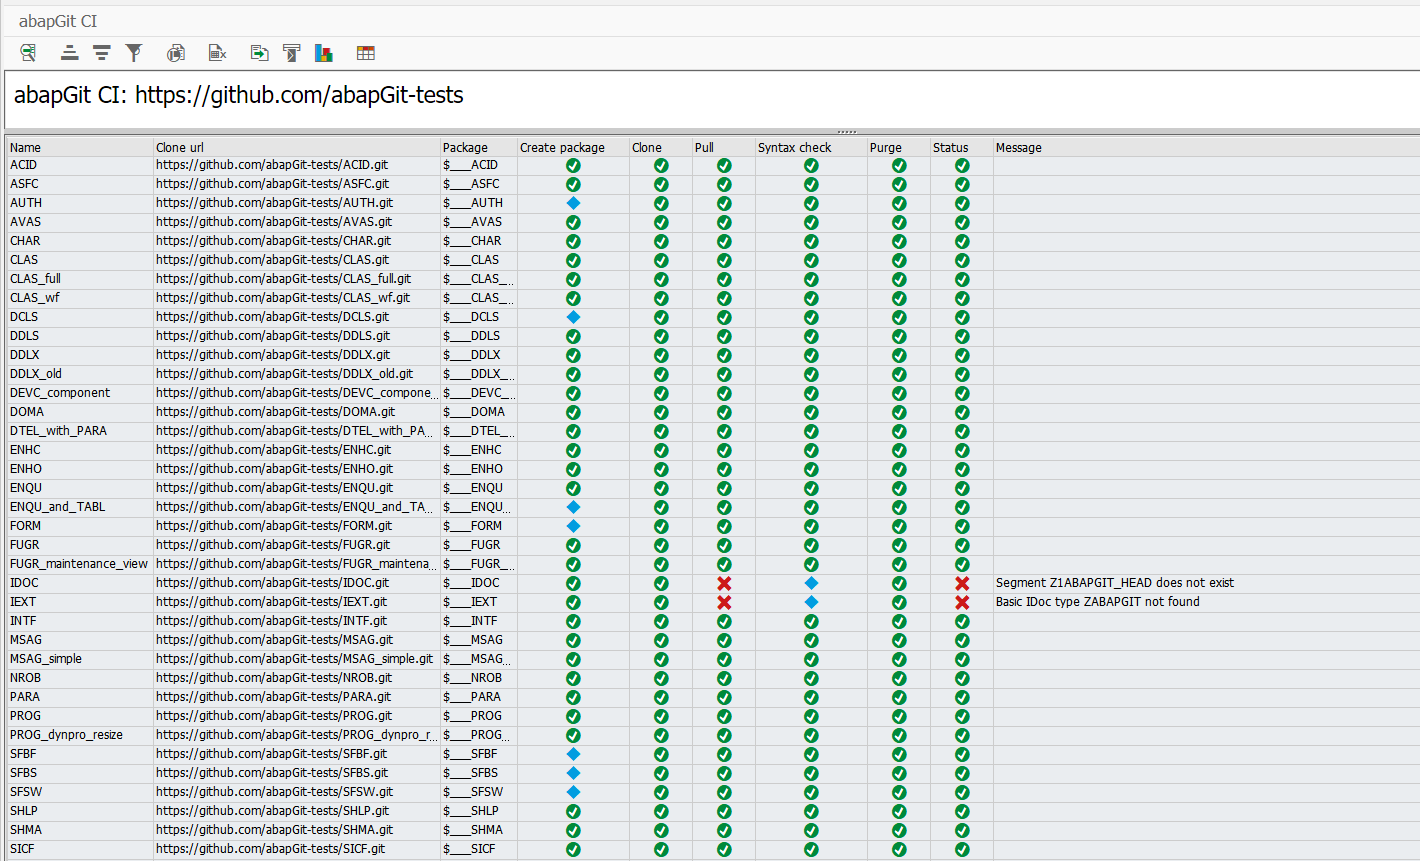 abapGit CI
abapGit CI: https://github.com/abapGit-tests
Name Clone url Package Create package Clone Pull Syntax check Purge Status Message
ACID https://github.com/abapGit-tests/ACID.git $___ACID
ASFC https://github.com/abapGit-tests/ASFC.git $___ASFC
AUTH https://github.com/abapGit-tests/AUTH.git $___AUTH
AVAS https://github.com/abapGit-tests/AVAS.git $___AVAS
CHAR https://github.com/abapGit-tests/CHAR.git $___CHAR
CLAS https://github.com/abapGit-tests/CLAS.git $___CLAS
CLAS_full https://github.com/abapGit-tests/CLAS_full.git $___CLAS_...
CLAS_wf https://github.com/abapGit-tests/CLAS_wf.git $___CLAS_...
DCLS https://github.com/abapGit-tests/DCLS.git $___DCLS
DDLS https://github.com/abapGit-tests/DDLS.git $___DDLS
DDLX https://github.com/abapGit-tests/DDLX.git $___DDLX
DDLX_old https://github.com/abapGit-tests/DDLX_old.git $___DDLX_...
DEVC_component https://github.com/abapGit-tests/DEVC_compone... $___DEVC_...
DOMA https://github.com/abapGit-tests/DOMA.git $___DOMA
DTEL_with_PARA https://github.com/abapGit-tests/DTEL_with_PA... $___DTEL_...
ENHC https://github.com/abapGit-tests/ENHC.git $___ENHC
ENHO https://github.com/abapGit-tests/ENHO.git $___ENHO
ENQU https://github.com/abapGit-tests/ENQU.git $___ENQU
ENQU_and_TABL https://github.com/abapGit-tests/ENQU_and_TA... $___ENQU...
FORM https://github.com/abapGit-tests/FORM.git $___FORM
FUGR https://github.com/abapGit-tests/FUGR.git $___FUGR
FUGR_maintenance_view https://github.com/abapGit-tests/FUGR_maintena... $___FUGR_...
IDOC https://github.com/abapGit-tests/IDOC.git $___IDOC Segment Z1ABAPGIT_HEAD does not exist
IEXT https://github.com/abapGit-tests/IEXT.git $___IEXT Basic IDoc type ZABAPGIT not found
INTF https://github.com/abapGit-tests/INTF.git $___INTF
MSAG https://github.com/abapGit-tests/MSAG.git $___MSAG
MSAG_simple https://github.com/abapGit-tests/MSAG_simple.git $___MSAG...
NROB https://github.com/abapGit-tests/NROB.git $___NROB
PARA https://github.com/abapGit-tests/PARA.git $___PARA
PROG https://github.com/abapGit-tests/PROG.git $___PROG
PROG_dynpro_resize https://github.com/abapGit-tests/PROG_dynpro_r... $___PROG...
SFBF https://github.com/abapGit-tests/SFBF.git $___SFBF
SFBS https://github.com/abapGit-tests/SFBS.git $___SFBS
SFSW https://github.com/abapGit-tests/SFSW.git $___SFSW
SHLP https://github.com/abapGit-tests/SHLP.git $___SHLP
SHMA https://github.com/abapGit-tests/SHMA.git $___SHMA
SICF https://github.com/abapGit-tests/SICF.git $___SICF